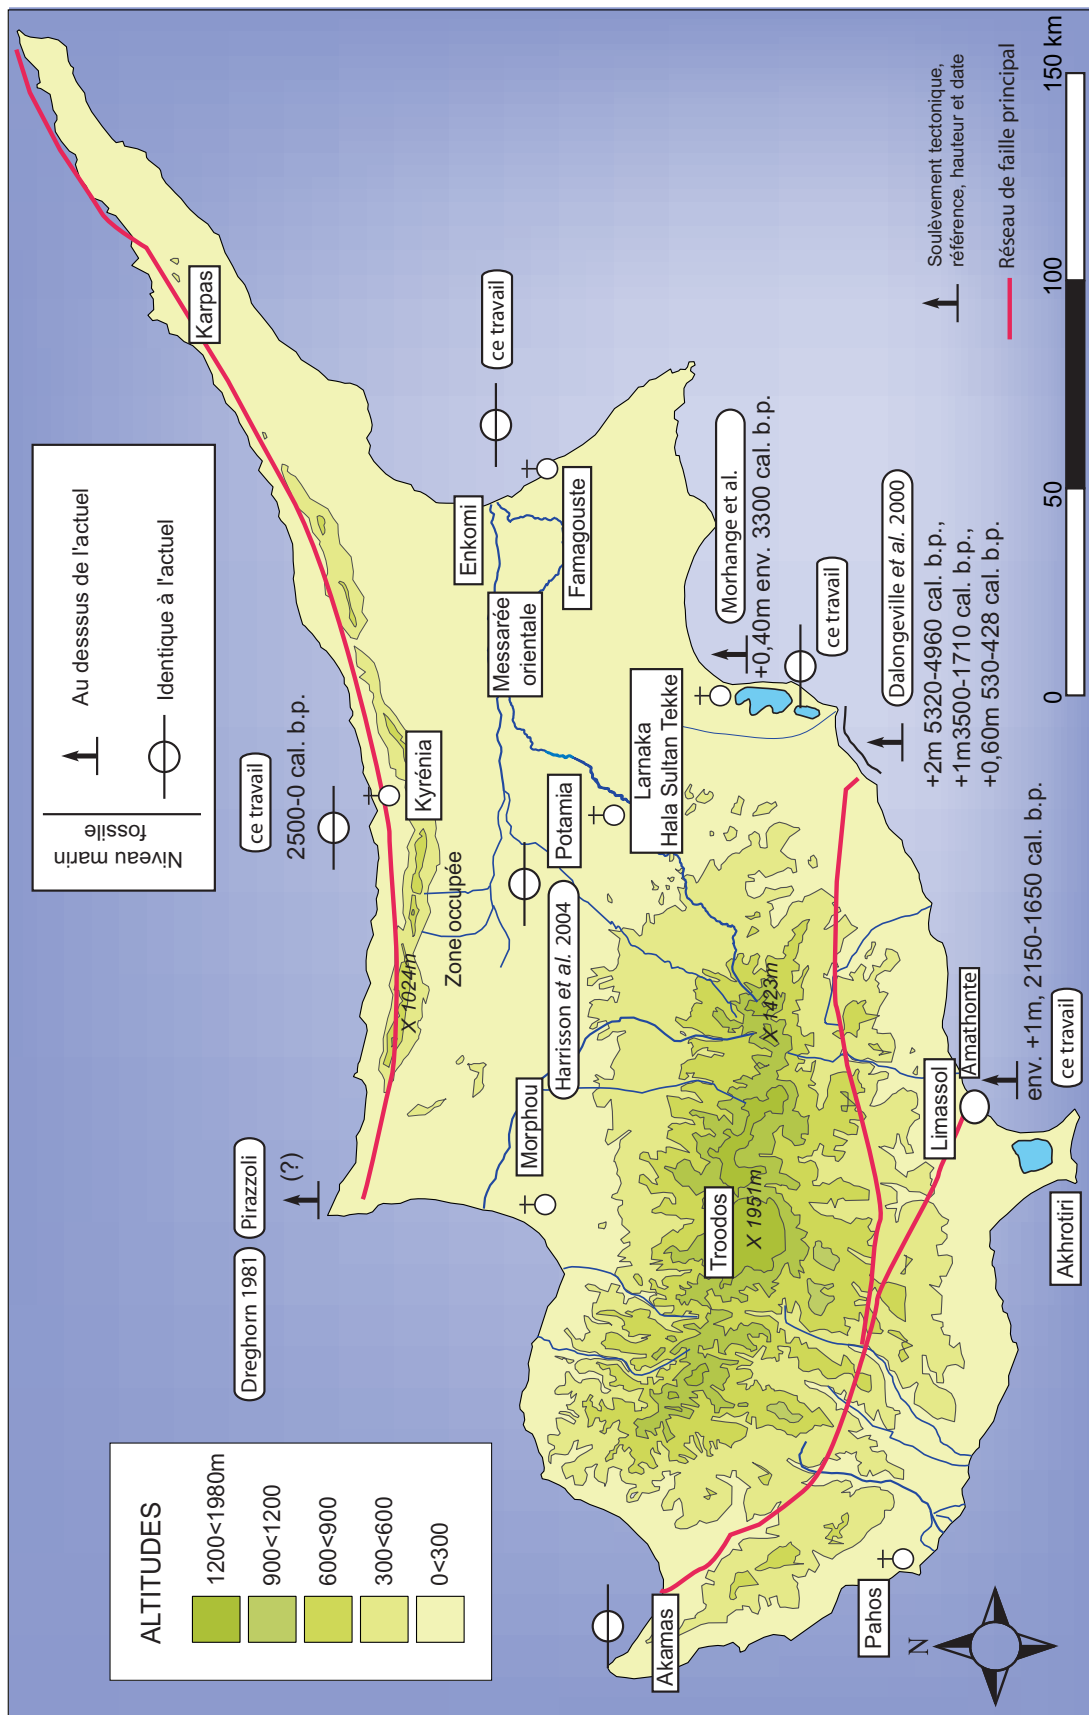 Niveau marin
fossile
Au desssus de l'actuel
Identique à l'actuel
Karpas
Dreghorn 1981
Pirazzoli
(?)
ce travail
2500-0 cal. b.p.
Kyrénia
X 1024m
Zone occupée
Enkomi
ce travail
Messarée
orientale
Famagouste
Morphou
Harrisson et al. 2004
Potamia
Larnaka
Hala Sultan Tekke
Morhange et al.
+0,40m env. 3300 cal. b.p.
ce travail
Dalongeville et al. 2000
+2m 5320-4960 cal. b.p.,
+1m3500-1710 cal. b.p.,
+0,60m 530-428 cal. b.p.
Troodos
X 1951m
X 1423m
Akamas
Pahos
Limassol
Amathonte
env. +1m, 2150-1650 cal. b.p.
ce travail
Akhrotiri
ALTITUDES
1200<1980m
900<1200
600<900
300<600
0<300
N
Soulèvement tectonique,
référence, hauteur et date
Réseau de faille principal
0 50 100 150 km